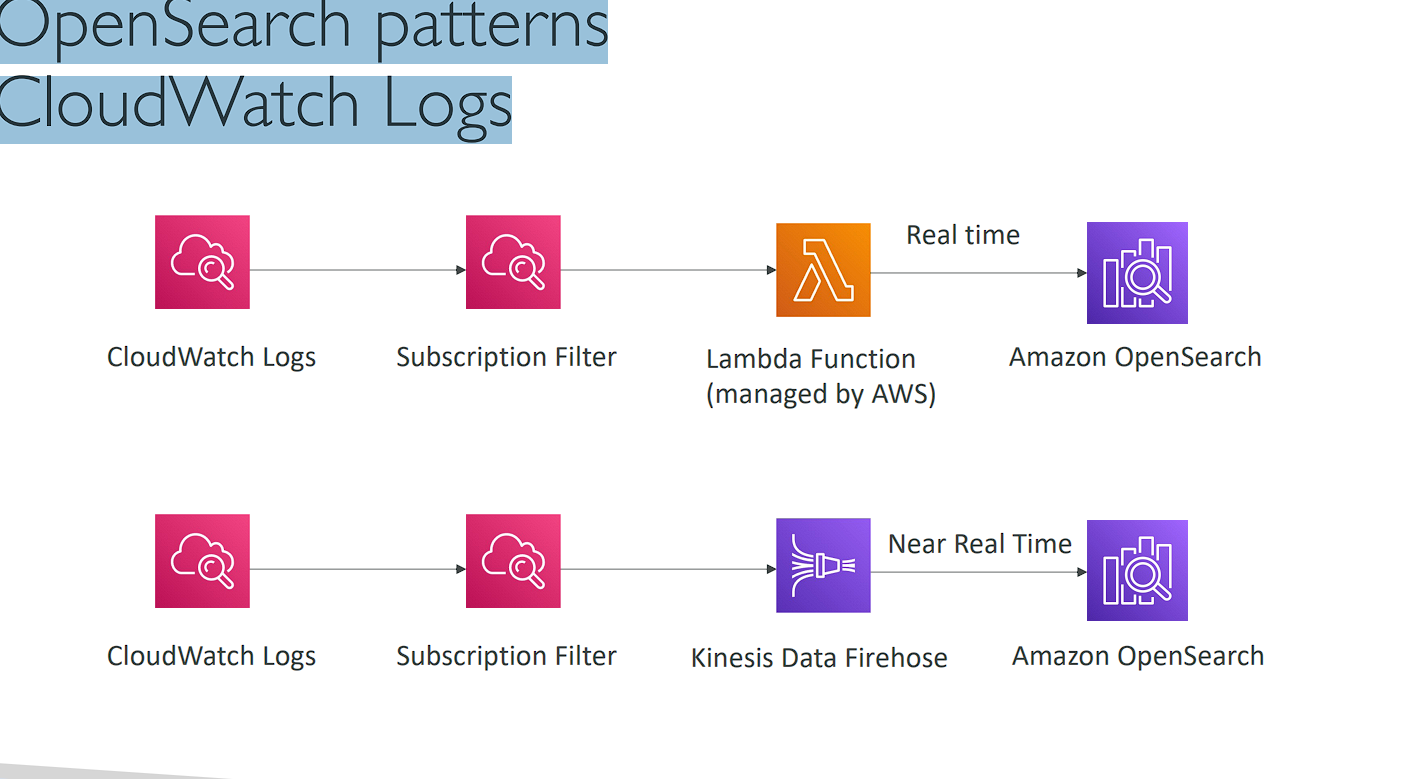 OpenSearch patterns
CloudWatch Logs
Real time
CloudWatch Logs
Subscription Filter
Lambda Function
(managed by AWS)
Amazon OpenSearch
Near Real Time
CloudWatch Logs
Subscription Filter
Kinesis Data Firehose
Amazon OpenSearch